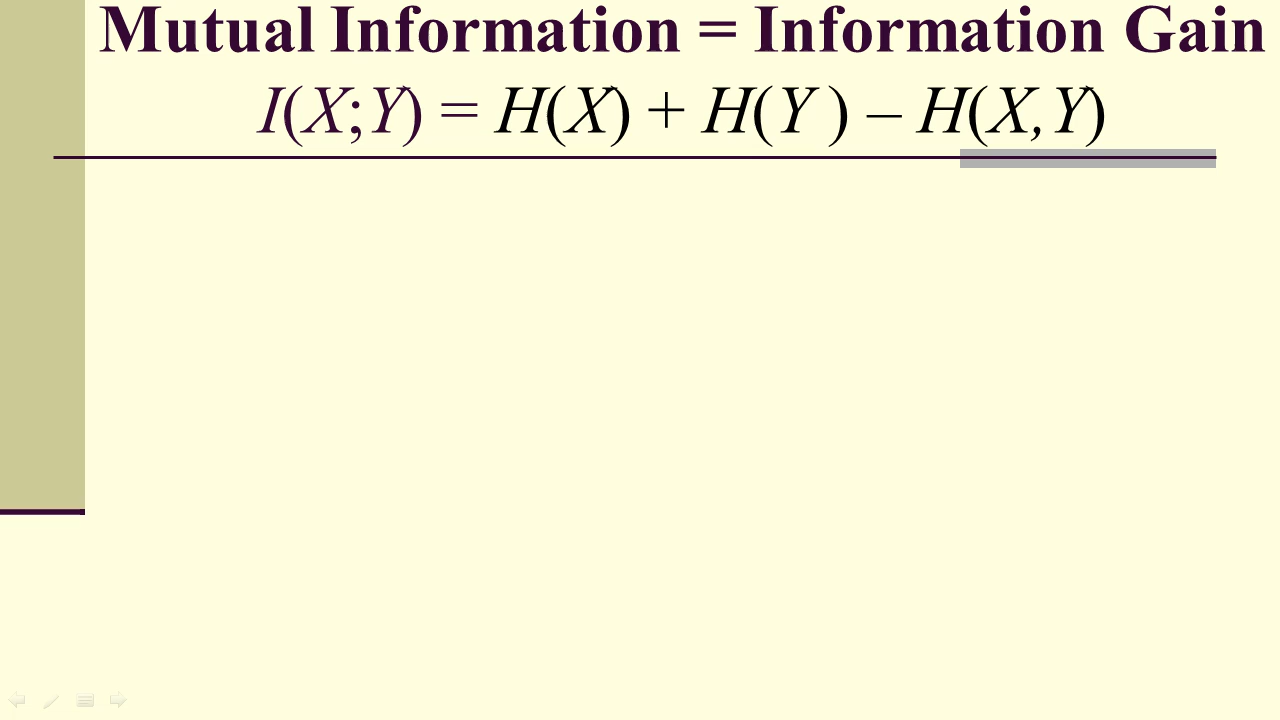 Mutual Information = Information Gain
I(X;Y) = H(X) + H(Y ) – H(X,Y)